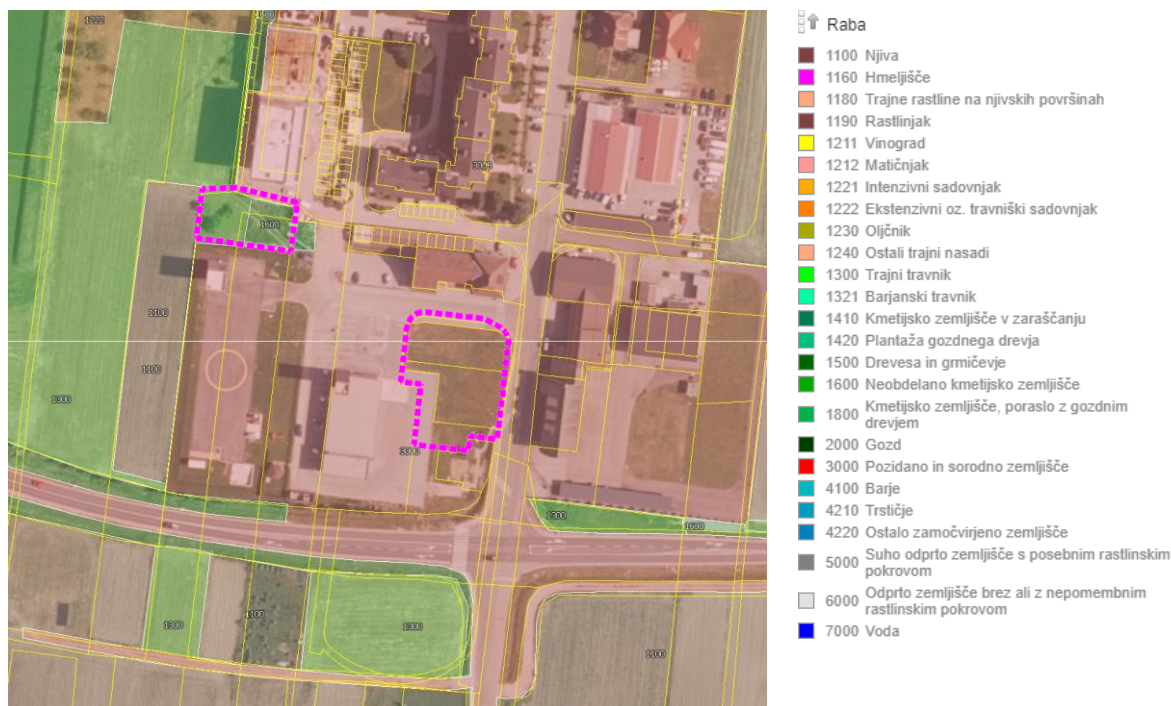 1222
3000
1600
1100
1100
1300
3000
1300
1600
1100
1300
1300
1100
Raba
1100 Njiva
1160 Hmeljišče
1180 Trajne rastline na njivskih površinah
1190 Rastlinjak
1211 Vinograd
1212 Matičnjak
1221 Intenzivni sadovnjak
1222 Ekstenzivni oz. travniški sadovnjak
1230 Oljčnik
1240 Ostali trajni nasadi
1300 Trajni travnik
1321 Barjanski travnik
1410 Kmetijsko zemljišče v zaraščanju
1420 Plantaža gozdnega drevja
1500 Drevesa in grmičevje
1600 Neobdelano kmetijsko zemljišče
1800 Kmetijsko zemljišče, poraslo z gozdnim
drevjem
2000 Gozd
3000 Pozidano in sorodno zemljišče
4100 Barje
4210 Trstičje
4220 Ostalo zamočvirjeno zemljišče
5000 Suho odprto zemljišče s posebnim rastlinskim
pokrovom
6000 Odprto zemljišče brez ali z nepomembnim
rastlinskim pokrovom
7000 Voda